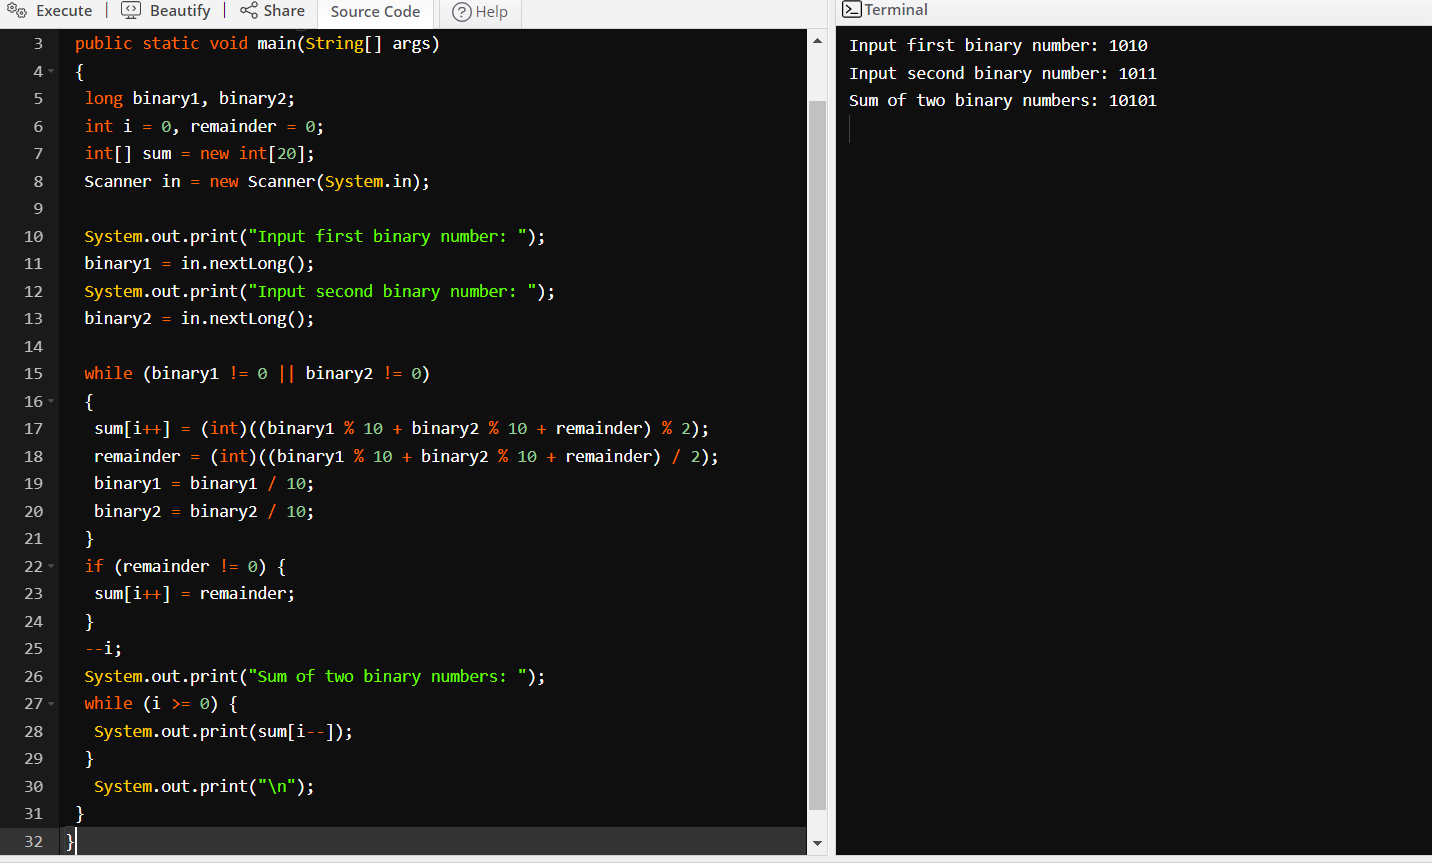 Execute | Beautify | Share Source Code Help
3 public static void main(String[] args)
4 {
5 long binary1, binary2;
6 int i = 0, remainder = 0;
7 int[] sum = new int[20];
8 Scanner in = new Scanner(System.in);
9
10 System.out.print("Input first binary number: ");
11 binary1 = in.nextLong();
12 System.out.print("Input second binary number: ");
13 binary2 = in.nextLong();
14
15 while (binary1 != 0 || binary2 != 0)
16 {
17 sum[i++] = (int)((binary1 % 10 + binary2 % 10 + remainder) % 2);
18 remainder = (int)((binary1 % 10 + binary2 % 10 + remainder) / 2);
19 binary1 = binary1 / 10;
20 binary2 = binary2 / 10;
21 }
22 if (remainder != 0) {
23 sum[i++] = remainder;
24 }
25 --i;
26 System.out.print("Sum of two binary numbers: ");
27 while (i >= 0) {
28 System.out.print(sum[i--]);
29 }
30 System.out.print("\n");
31 }
32 }
Terminal
Input first binary number: 1010
Input second binary number: 1011
Sum of two binary numbers: 10101